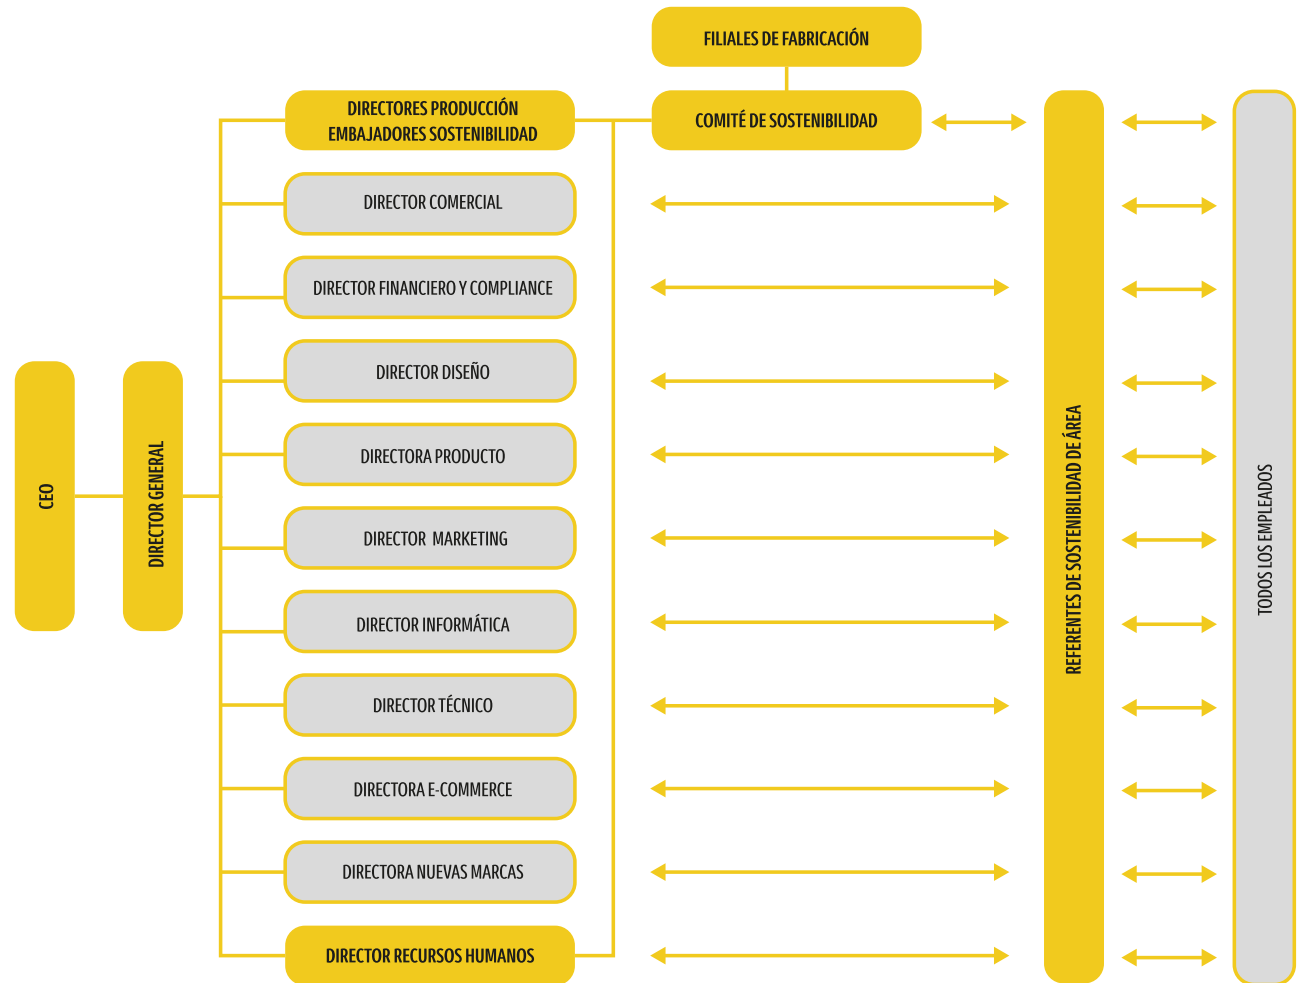 FILIALES DE FABRICACIÓN
DIRECTORES PRODUCCIÓN
EMBAJADORES SOSTENIBILIDAD
COMITÉ DE SOSTENIBILIDAD
DIRECTOR COMERCIAL
DIRECTOR FINANCIERO Y COMPLIANCE
DIRECTOR DISEÑO
DIRECTORA PRODUCTO
DIRECTOR MARKETING
DIRECTOR INFORMÁTICA
DIRECTOR TÉCNICO
DIRECTORA E-COMMERCE
DIRECTORA NUEVAS MARCAS
DIRECTOR RECURSOS HUMANOS
CEO
DIRECTOR GENERAL
REFERENTES DE SOSTENIBILIDAD DE ÁREA
TODOS LOS EMPLEADOS